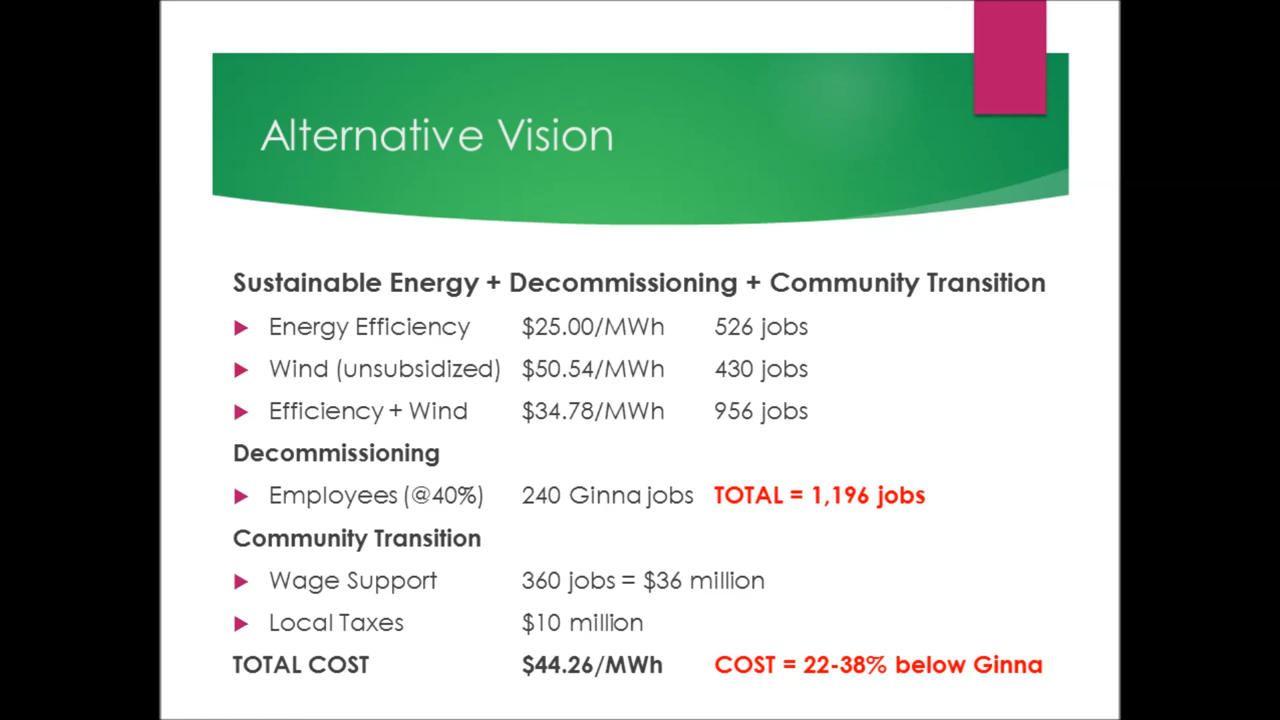 Alternative Vision
Sustainable Energy + Decommissioning + Community Transition
Energy Efficiency $25.00/MWh 526 jobs
Wind (unsubsidized) $50.54/MWh 430 jobs
Efficiency + Wind $34.78/MWh 956 jobs
Decommissioning
Employees (@40%) 240 Ginna jobs TOTAL = 1,196 jobs
Community Transition
Wage Support 360 jobs = $36 million
Local Taxes $10 million
TOTAL COST $44.26/MWh COST = 22-38% below Ginna